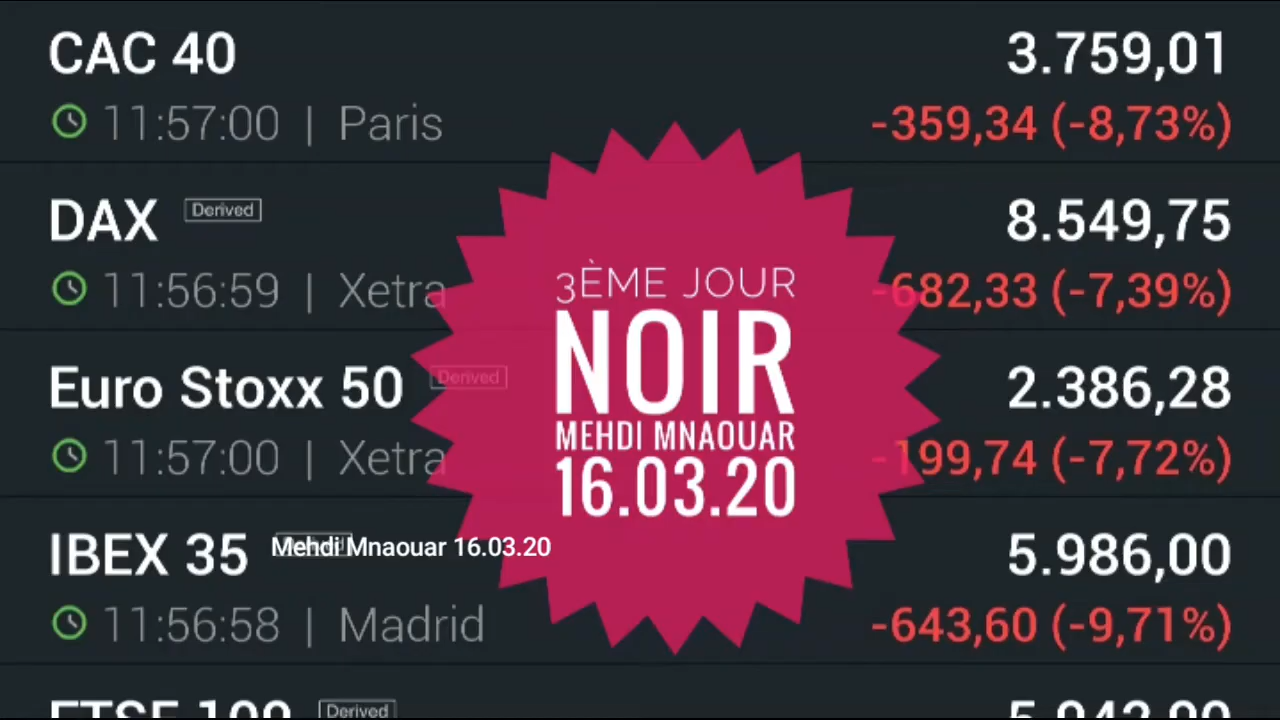 CAC 40
3.759,01
11:57:00 | Paris
-359,34 (-8,73%)
DAX Derived
8.549,75
11:56:59 | Xetra
-682,33 (-7,39%)
Euro Stoxx 50 Derived
2.386,28
11:57:00 | Xetra
-199,74 (-7,72%)
IBEX 35
5.986,00
11:56:58 | Madrid
-643,60 (-9,71%)
FTSE 100 Derived
3ÈME JOUR
NOIR
MEHDI MNAOUAR
16.03.20
Mehdi Mnaouar 16.03.20